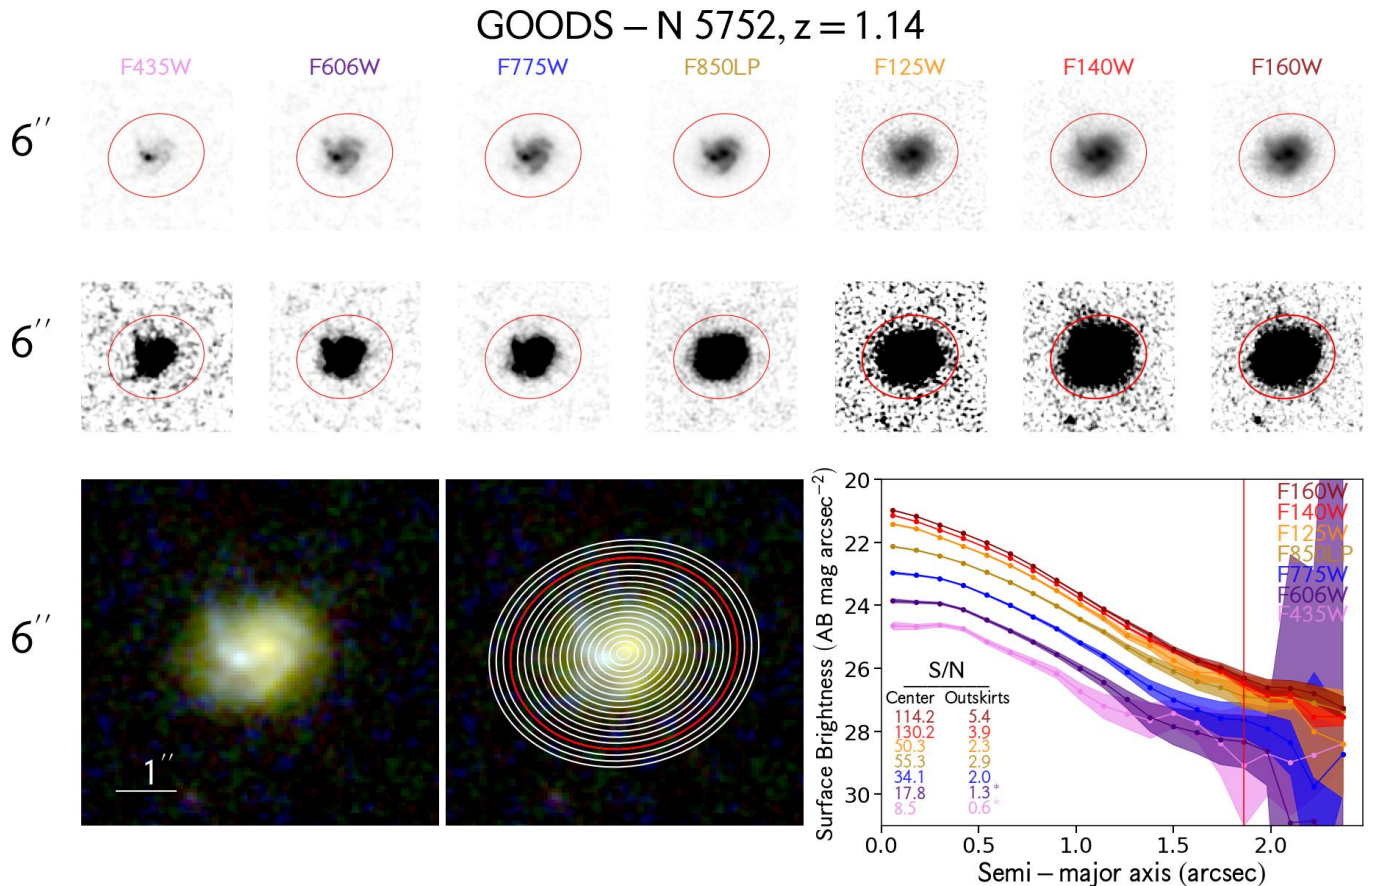 GOODS – N 5752, z = 1.14
F435W F606W F775W F850LP F125W F140W F160W
6′′
6′′
6′′
1′′
Surface Brightness (AB mag arcsec−2)
20
22
24
26
28
30
F160W
F140W
F125W
F850LP
F775W
F606W
F435W
S/N
Center Outskirts
114.2 5.4
130.2 3.9
50.3 2.3
55.3 2.9
34.1 2.0
17.8 1.3*
8.5 0.6*
0.0 0.5 1.0 1.5 2.0
Semi – major axis (arcsec)